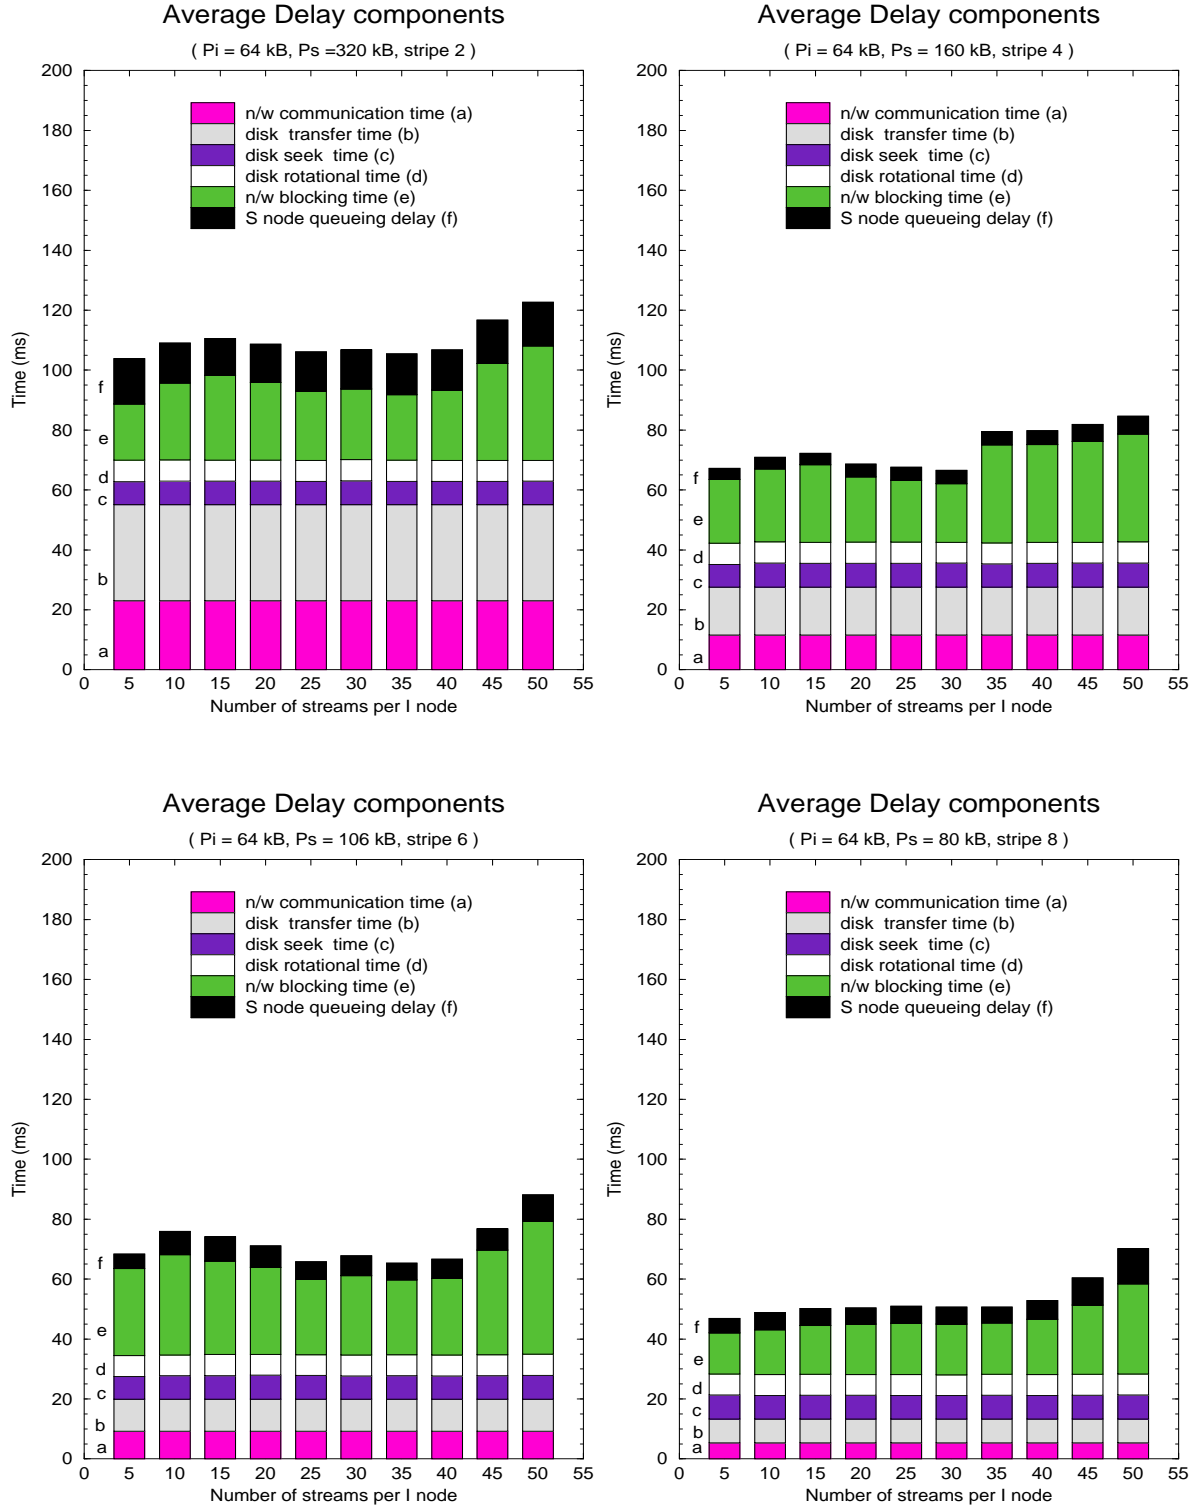 Average Delay components
( Pi = 64 kB, Ps =320 kB, stripe 2 )
200
180
160
140
120
100
80
60
40
20
0
Time (ms)
n/w communication time (a)
disk transfer time (b)
disk seek time (c)
disk rotational time (d)
n/w blocking time (e)
S node queueing delay (f)
f
e
d
c
b
a
0 5 10 15 20 25 30 35 40 45 50 55
Number of streams per I node
Average Delay components
( Pi = 64 kB, Ps = 160 kB, stripe 4 )
200
180
160
140
120
100
80
60
40
20
0
Time (ms)
n/w communication time (a)
disk transfer time (b)
disk seek time (c)
disk rotational time (d)
n/w blocking time (e)
S node queueing delay (f)
f
e
d
c
b
a
0 5 10 15 20 25 30 35 40 45 50 55
Number of streams per I node
Average Delay components
( Pi = 64 kB, Ps = 106 kB, stripe 6 )
200
180
160
140
120
100
80
60
40
20
0
Time (ms)
n/w communication time (a)
disk transfer time (b)
disk seek time (c)
disk rotational time (d)
n/w blocking time (e)
S node queueing delay (f)
f
e
d
c
b
a
0 5 10 15 20 25 30 35 40 45 50 55
Number of streams per I node
Average Delay components
( Pi = 64 kB, Ps = 80 kB, stripe 8 )
200
180
160
140
120
100
80
60
40
20
0
Time (ms)
n/w communication time (a)
disk transfer time (b)
disk seek time (c)
disk rotational time (d)
n/w blocking time (e)
S node queueing delay (f)
f
e
d
c
b
a
0 5 10 15 20 25 30 35 40 45 50 55
Number of streams per I node